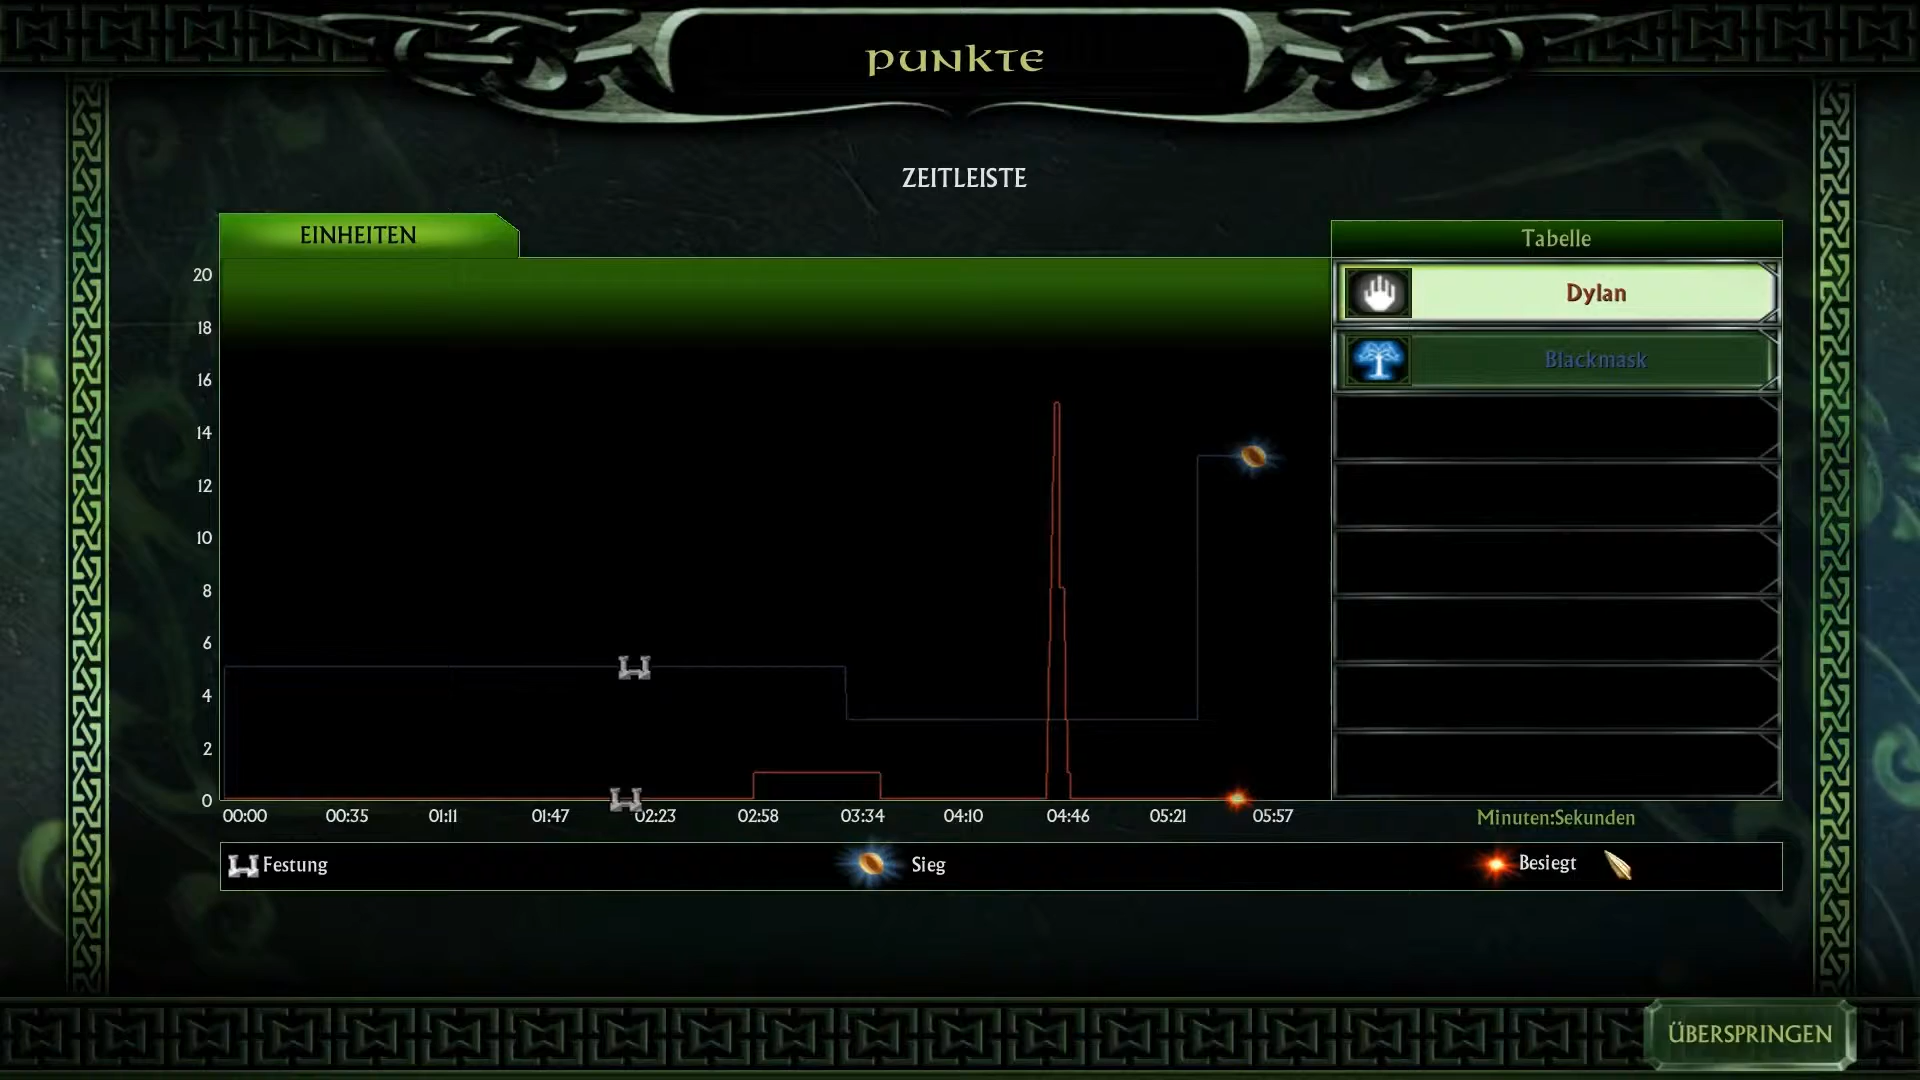 PUNKTE
ZEITLEISTE
EINHEITEN
Tabelle
Dylan
Blackmask
20
18
16
14
12
10
8
6
4
2
0
00:00 00:35 01:11 01:47 02:23 02:58 03:34 04:10 04:46 05:21 05:57
Minuten:Sekunden
Festung Sieg Besiegt
ÜBERSPRINGEN